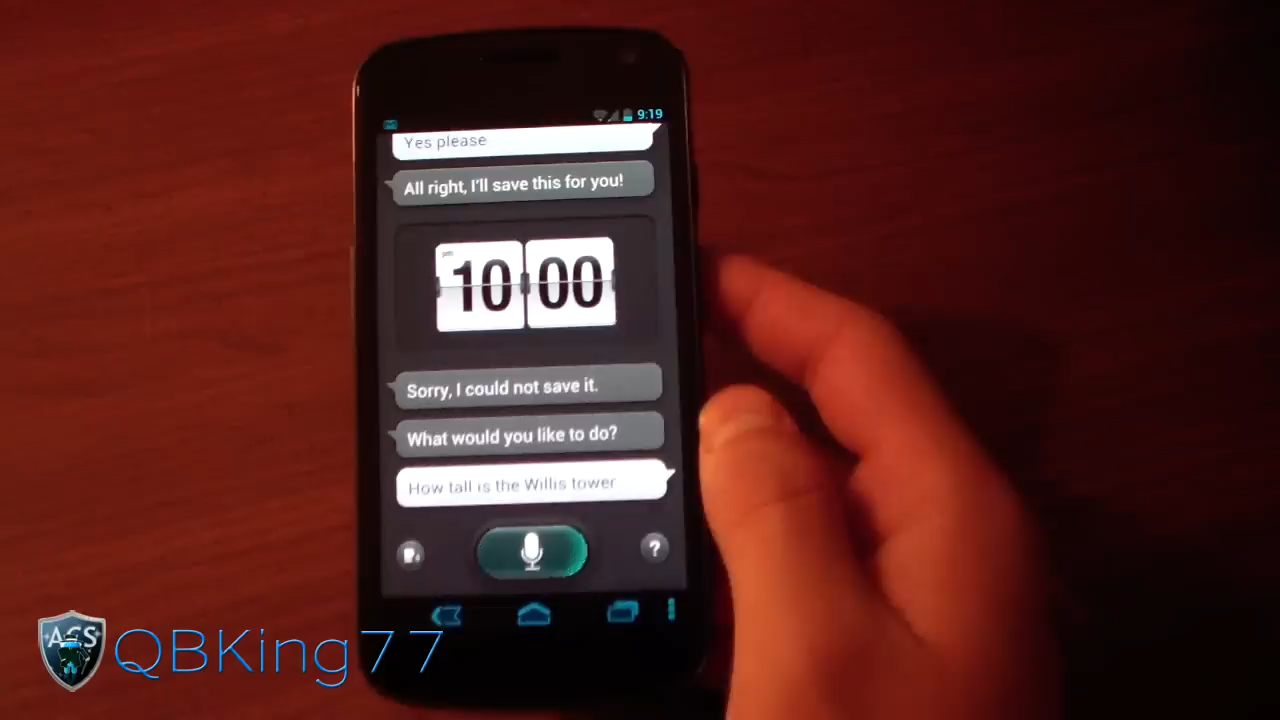 9:19
Yes please
All right, I'll save this for you!
pm
10 00
Sorry, I could not save it.
What would you like to do?
How tall is the Willis tower
?
ACS
QBKing77